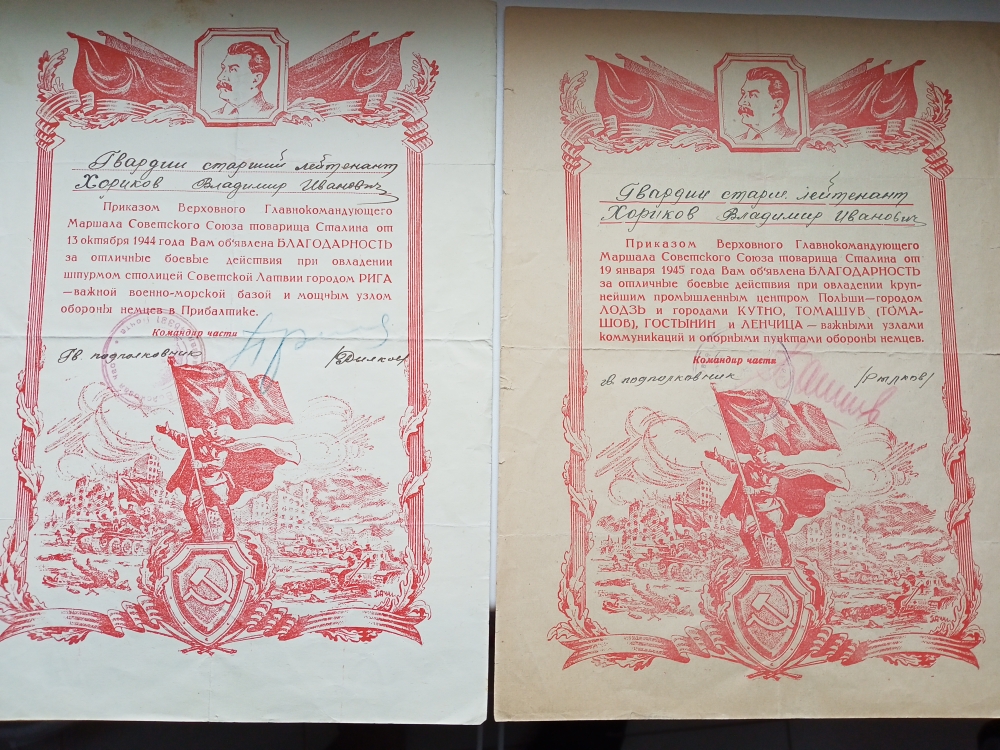 Гвардии старший лейтенант
Хориков Владимир Иванович
Приказом Верховного Главнокомандующего
Маршала Советского Союза товарища Сталина от
13 октября 1944 года Вам об'явлена БЛАГОДАРНОСТЬ
за отличные боевые действия при овладении
штурмом столицей Советской Латвии городом РИГА
—важной военно-морской базой и мощным узлом
обороны немцев в Прибалтике.
Командир части
Гв. подполковник
Гвардии старш. лейтенант
Хориков Владимир Иванович
Приказом Верховного Главнокомандующего
Маршала Советского Союза товарища Сталина от
19 января 1945 года Вам об'явлена БЛАГОДАРНОСТЬ
за отличные боевые действия при овладении круп-
нейшим промышленным центром Польши—городом
ЛОДЗЬ и городами КУТНО, ТОМАШУВ (ТОМА-
ШОВ), ГОСТЫНИН и ЛЕНЧИЦА — важными узлами
коммуникаций и опорными пунктами обороны немцев.
Командир части
Гв. подполковник